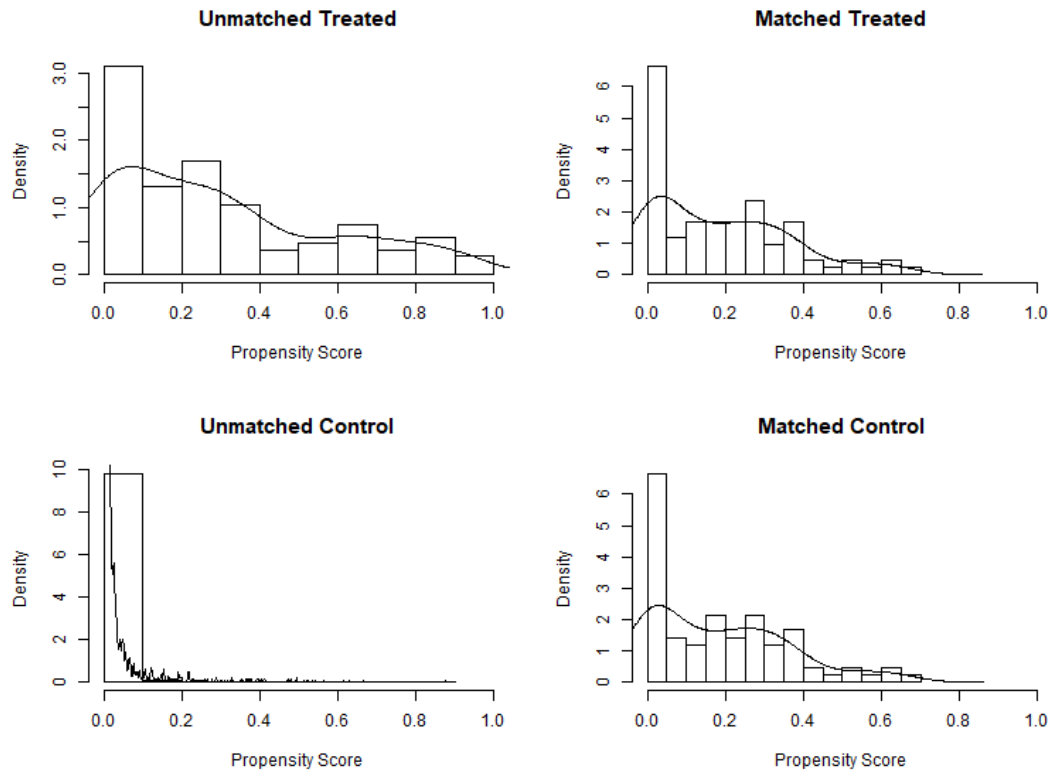 Unmatched Treated
Density
0.0 1.0 2.0 3.0
0.0 0.2 0.4 0.6 0.8 1.0
Propensity Score
Matched Treated
Density
0 1 2 3 4 5 6
0.0 0.2 0.4 0.6 0.8 1.0
Propensity Score
Unmatched Control
Density
0 2 4 6 8 10
0.0 0.2 0.4 0.6 0.8 1.0
Propensity Score
Matched Control
Density
0 1 2 3 4 5 6
0.0 0.2 0.4 0.6 0.8 1.0
Propensity Score